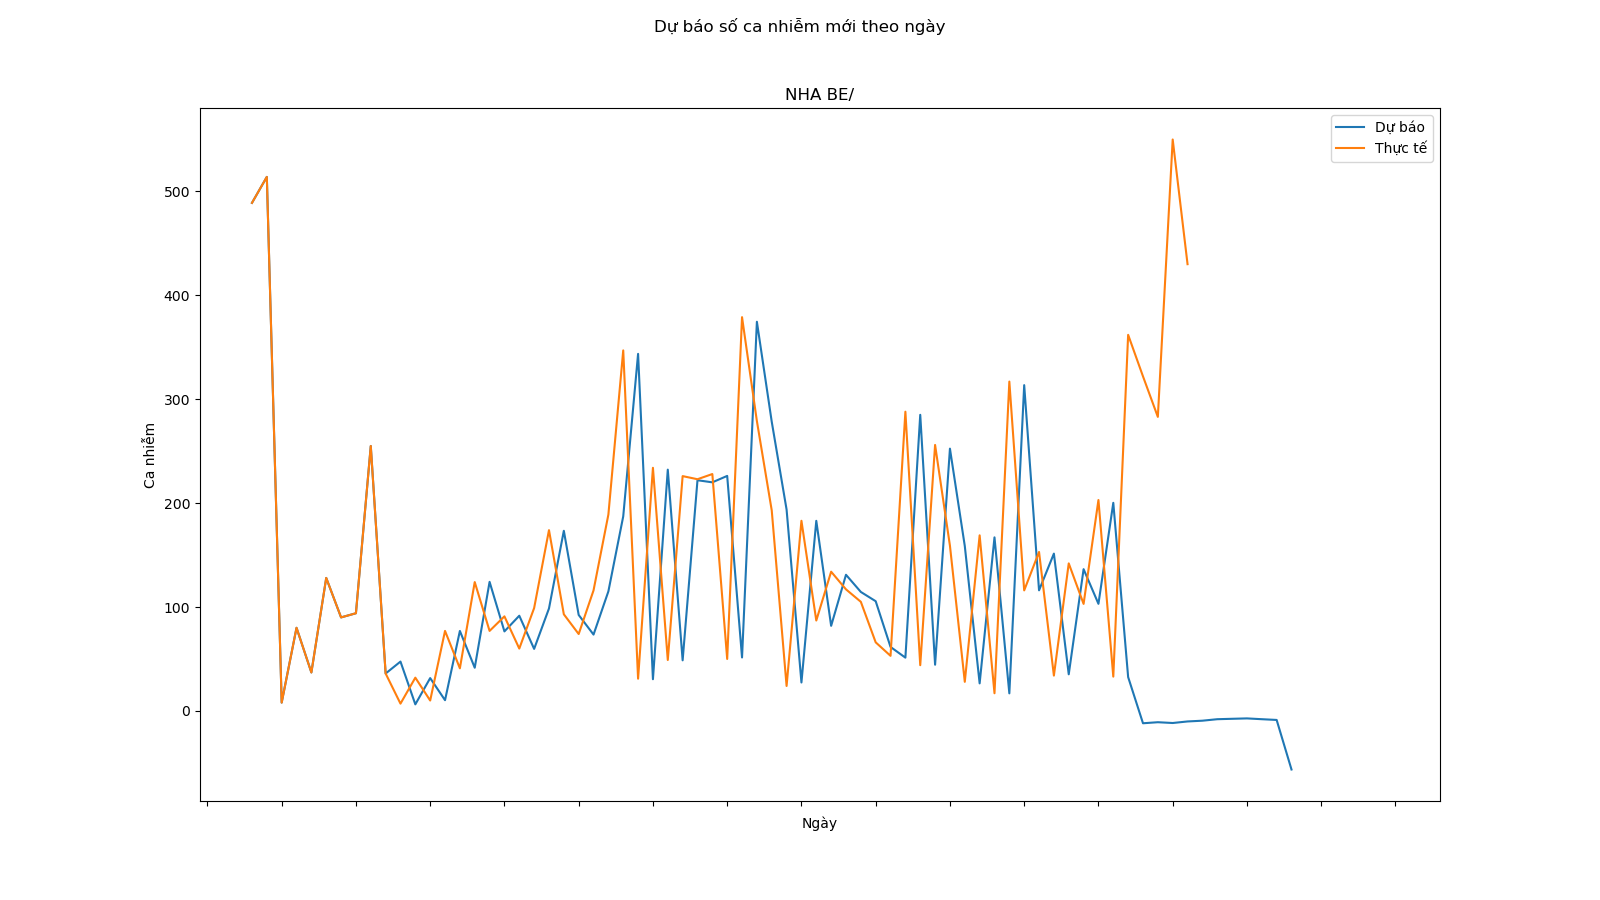 Dự báo số ca nhiễm mới theo ngày
NHA BE/
Dự báo
Thực tế
500
400
300
200
100
0
Ca nhiễm
Ngày